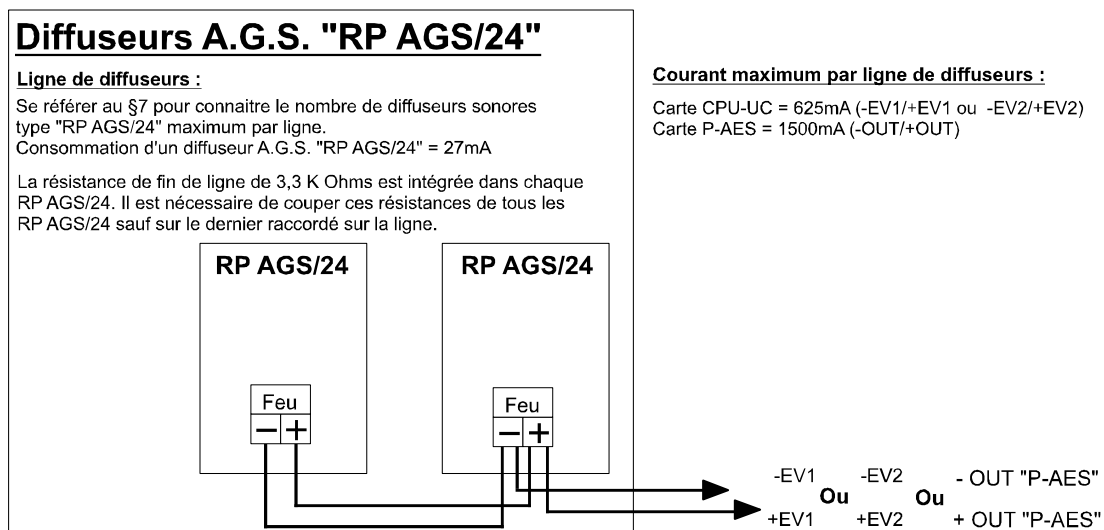 Diffuseurs A.G.S. "RP AGS/24"
Ligne de diffuseurs :
Se référer au §7 pour connaitre le nombre de diffuseurs sonores
type "RP AGS/24" maximum par ligne.
Consommation d'un diffuseur A.G.S. "RP AGS/24" = 27mA
La résistance de fin de ligne de 3,3 K Ohms est intégrée dans chaque
RP AGS/24. Il est nécessaire de couper ces résistances de tous les
RP AGS/24 sauf sur le dernier raccordé sur la ligne.
Courant maximum par ligne de diffuseurs :
Carte CPU-UC = 625mA (-EV1/+EV1 ou -EV2/+EV2)
Carte P-AES = 1500mA (-OUT/+OUT)
RP AGS/24
Feu
- +
RP AGS/24
Feu
- +
-EV1 -EV2 - OUT "P-AES"
Ou Ou
+EV1 +EV2 + OUT "P-AES"